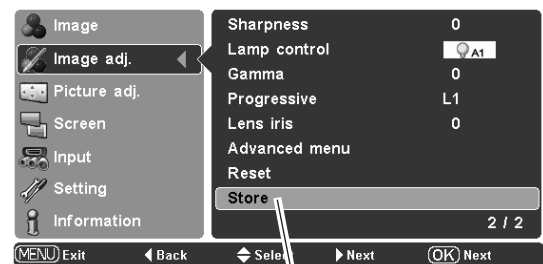 Image
Image adj.
Picture adj.
Screen
Input
Setting
Information
Sharpness 0
Lamp control A1
Gamma 0
Progressive L1
Lens iris 0
Advanced menu
Reset
Store
2 / 2
MENU Exit Back Select Next OK Next